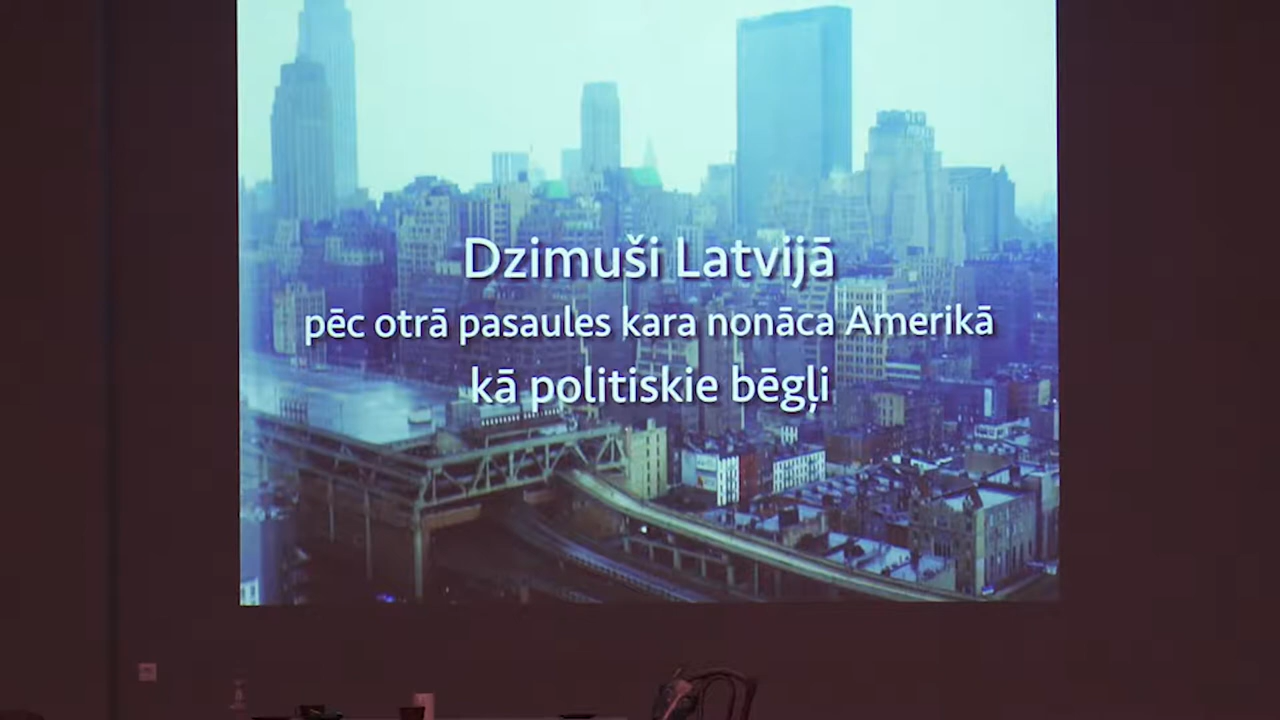 Dzimuši Latvijā
pēc otrā pasaules kara nonāca Amerikā
kā politiskie bēgļi